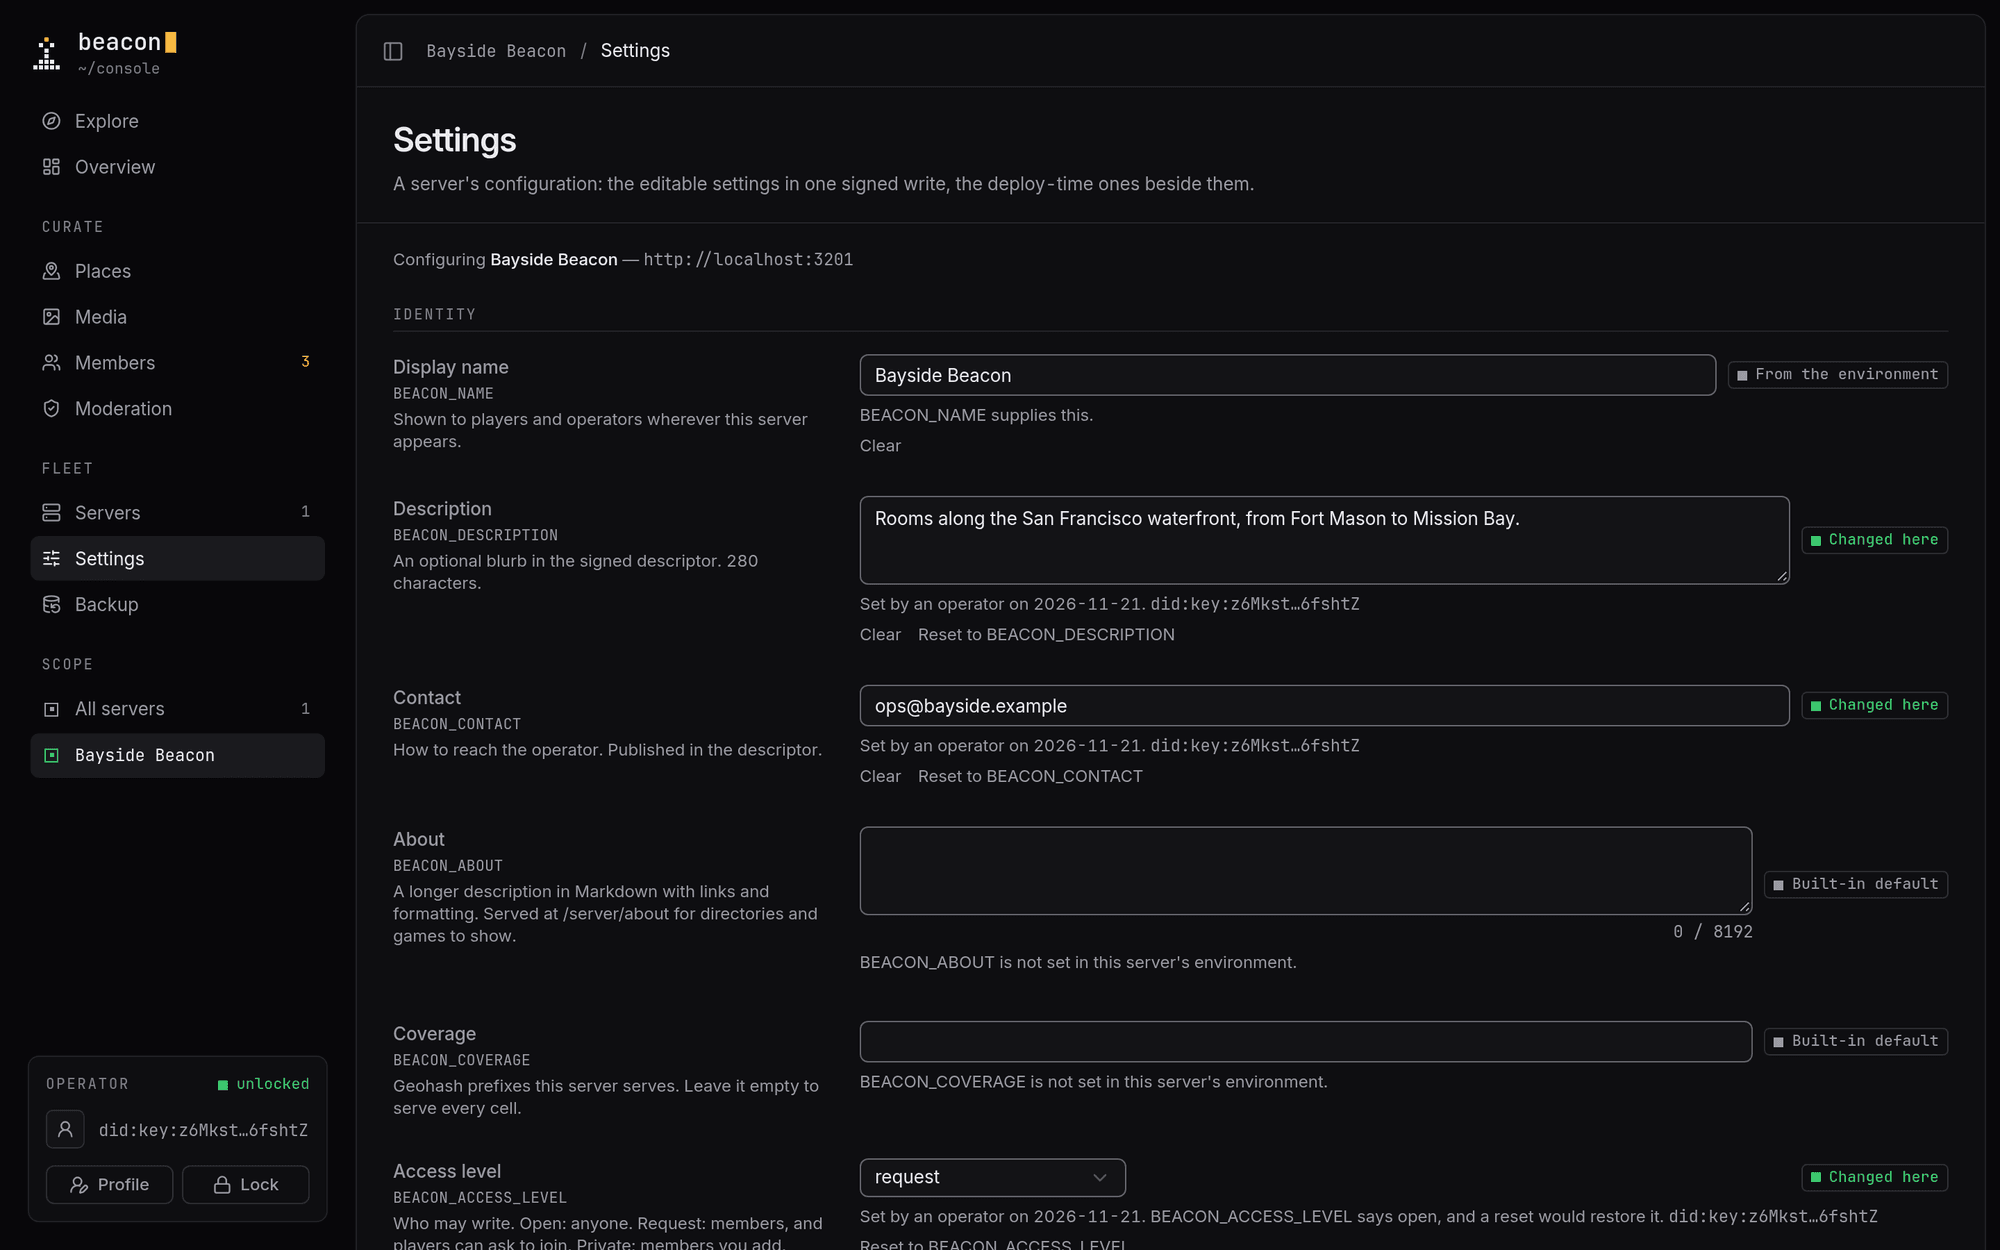 beacon
~/console
Explore
Overview
CURATE
Places
Media
Members 3
Moderation
FLEET
Servers 1
Settings
Backup
SCOPE
All servers 1
Bayside Beacon
OPERATOR unlocked
did:key:z6Mkst…6fshtZ
Profile Lock
Bayside Beacon / Settings
Settings
A server's configuration: the editable settings in one signed write, the deploy-time ones beside them.
Configuring Bayside Beacon — http://localhost:3201
IDENTITY
Display name
BEACON_NAME
Shown to players and operators wherever this server
appears.
Bayside Beacon
From the environment
BEACON_NAME supplies this.
Clear
Description
BEACON_DESCRIPTION
An optional blurb in the signed descriptor. 280
characters.
Rooms along the San Francisco waterfront, from Fort Mason to Mission Bay.
Changed here
Set by an operator on 2026-11-21. did:key:z6Mkst…6fshtZ
Clear Reset to BEACON_DESCRIPTION
Contact
BEACON_CONTACT
How to reach the operator. Published in the descriptor.
ops@bayside.example
Changed here
Set by an operator on 2026-11-21. did:key:z6Mkst…6fshtZ
Clear Reset to BEACON_CONTACT
About
BEACON_ABOUT
A longer description in Markdown with links and
formatting. Served at /server/about for directories and
games to show.
Built-in default
0 / 8192
BEACON_ABOUT is not set in this server's environment.
Coverage
BEACON_COVERAGE
Geohash prefixes this server serves. Leave it empty to
serve every cell.
Built-in default
BEACON_COVERAGE is not set in this server's environment.
Access level
BEACON_ACCESS_LEVEL
Who may write. Open: anyone. Request: members, and
players can ask to join. Private: members you add.
request
Changed here
Set by an operator on 2026-11-21. BEACON_ACCESS_LEVEL says open, and a reset would restore it. did:key:z6Mkst…6fshtZ
Reset to BEACON_ACCESS_LEVEL